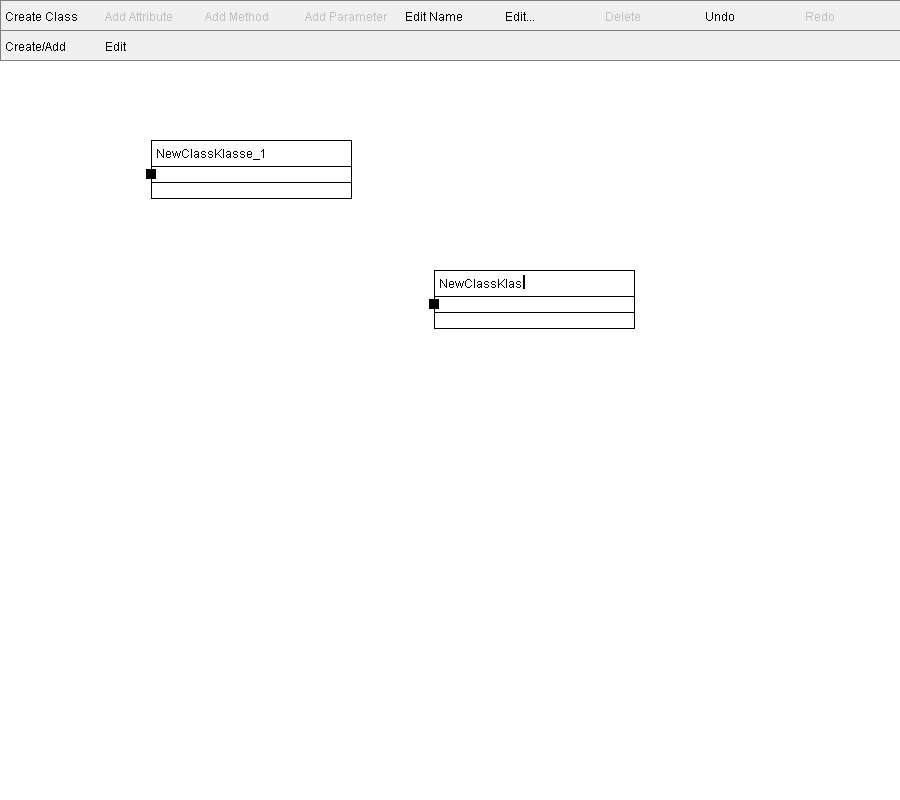 Create Class Add Attribute Add Method Add Parameter Edit Name Edit... Delete Undo Redo
Create/Add Edit
NewClassKlasse_1
NewClassKlas